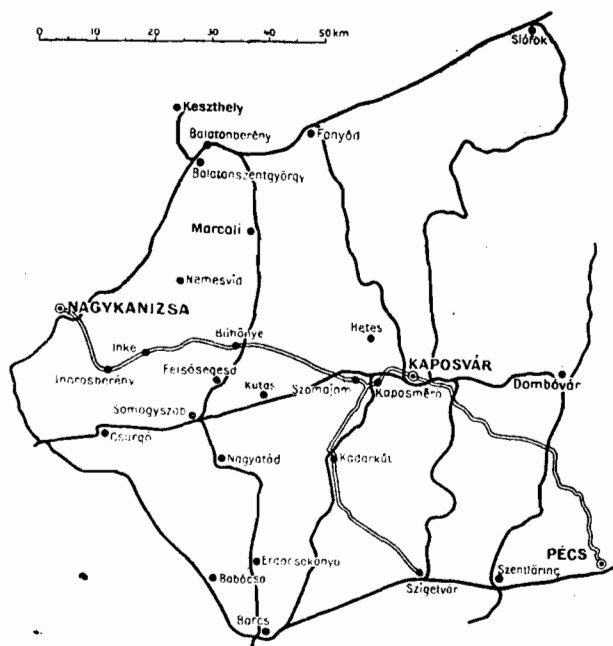 0 10 20 30 40 50 km
Siófok
Keszthely
Balatonberény
Fonyód
Balatonszentgyörgy
Marcali
Nemesvid
NAGYKANIZSA
Inke
Böhönye
Hetes
Iharosberény
Felsősegesd
Kutas
Szomajom
KAPOSVÁR
Kaposmérő
Dombóvár
Somogyszob
Csurgó
Nagyatád
Kadarkút
Erdőcsokonya
Babócsa
Szigetvár
Szentlőrinc
PÉCS
Barcs